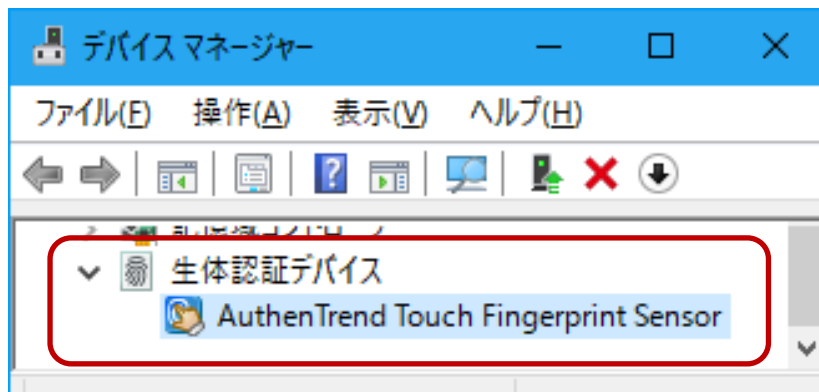 デバイス マネージャー
ファイル(F) 操作(A) 表示(V) ヘルプ(H)
生体認証デバイス
AuthenTrend Touch Fingerprint Sensor